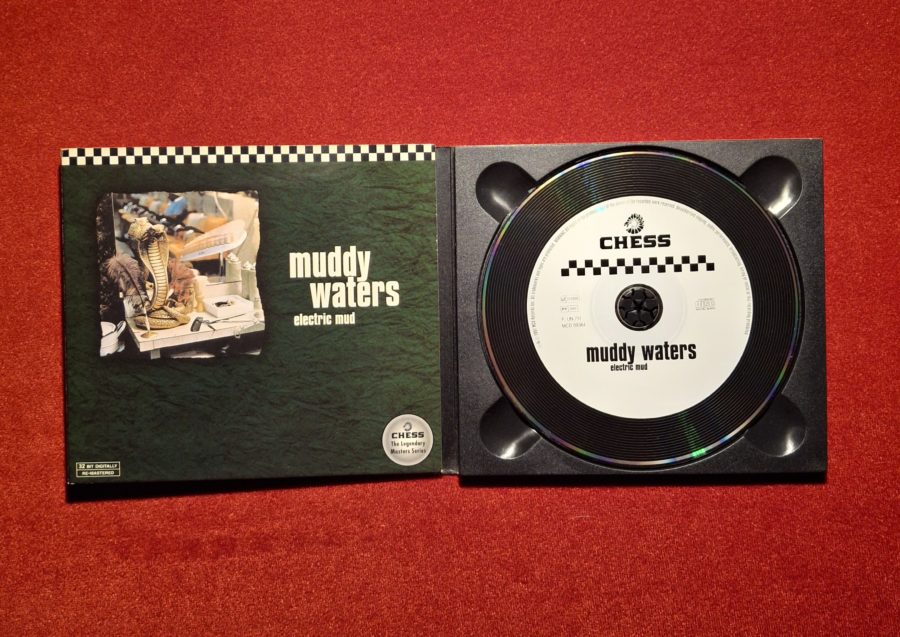 muddy
waters
electric mud
CHESS
The Legendary
Masters Series
32 BIT DIGITALLY
RE-MASTERED
CHESS
muddy waters
electric mud